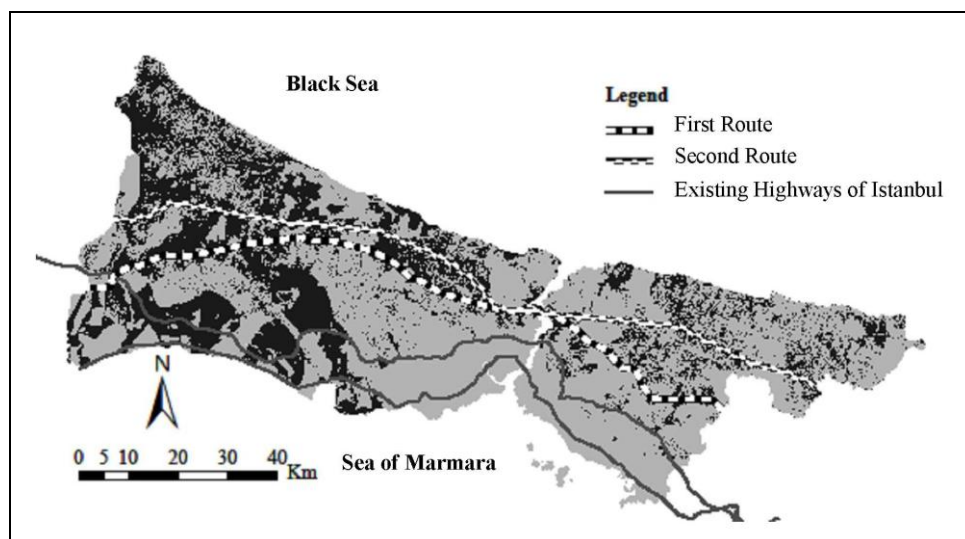 Black Sea
Legend
First Route
Second Route
Existing Highways of Istanbul
N
0 5 10 20 30 40
Km
Sea of Marmara